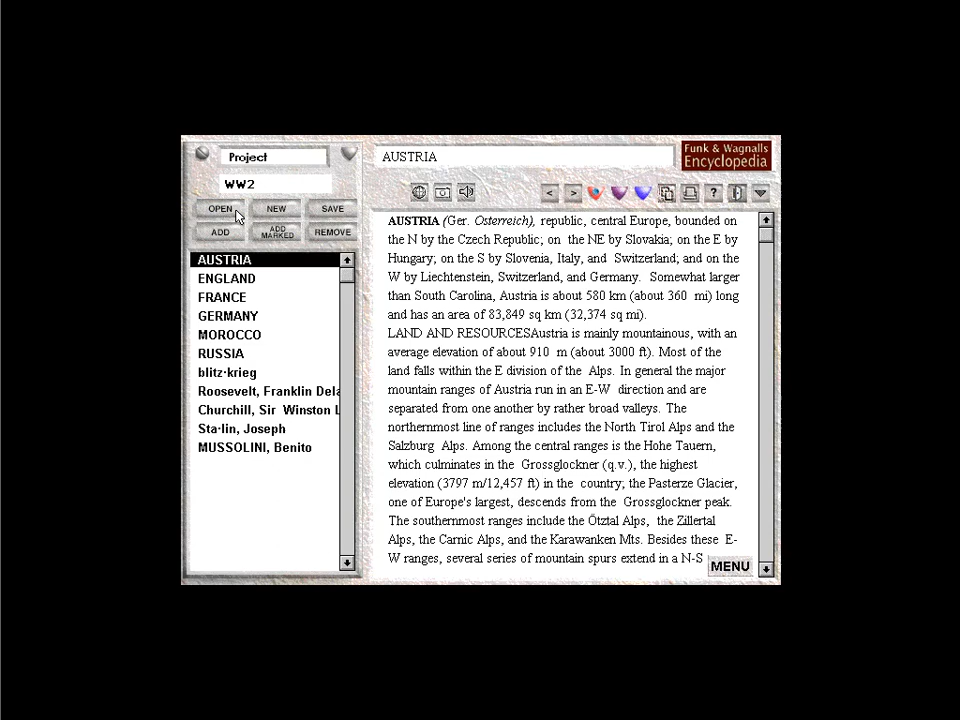 Project
WW2
OPEN NEW SAVE
ADD ADD MARKED REMOVE
AUSTRIA
ENGLAND
FRANCE
GERMANY
MOROCCO
RUSSIA
blitz·krieg
Roosevelt, Franklin Dela
Churchill, Sir Winston L
Sta·lin, Joseph
MUSSOLINI, Benito
AUSTRIA
Funk & Wagnalls
Encyclopedia
< > ?
AUSTRIA (Ger. Osterreich), republic, central Europe, bounded on
the N by the Czech Republic; on the NE by Slovakia; on the E by
Hungary; on the S by Slovenia, Italy, and Switzerland; and on the
W by Liechtenstein, Switzerland, and Germany. Somewhat larger
than South Carolina, Austria is about 580 km (about 360 mi) long
and has an area of 83,849 sq km (32,374 sq mi).
LAND AND RESOURCESAustria is mainly mountainous, with an
average elevation of about 910 m (about 3000 ft). Most of the
land falls within the E division of the Alps. In general the major
mountain ranges of Austria run in an E-W direction and are
separated from one another by rather broad valleys. The
northernmost line of ranges includes the North Tirol Alps and the
Salzburg Alps. Among the central ranges is the Hohe Tauern,
which culminates in the Grossglockner (q.v.), the highest
elevation (3797 m/12,457 ft) in the country; the Pasterze Glacier,
one of Europe's largest, descends from the Grossglockner peak.
The southernmost ranges include the Ötztal Alps, the Zillertal
Alps, the Carnic Alps, and the Karawanken Mts. Besides these E-
W ranges, several series of mountain spurs extend in a N-S
MENU